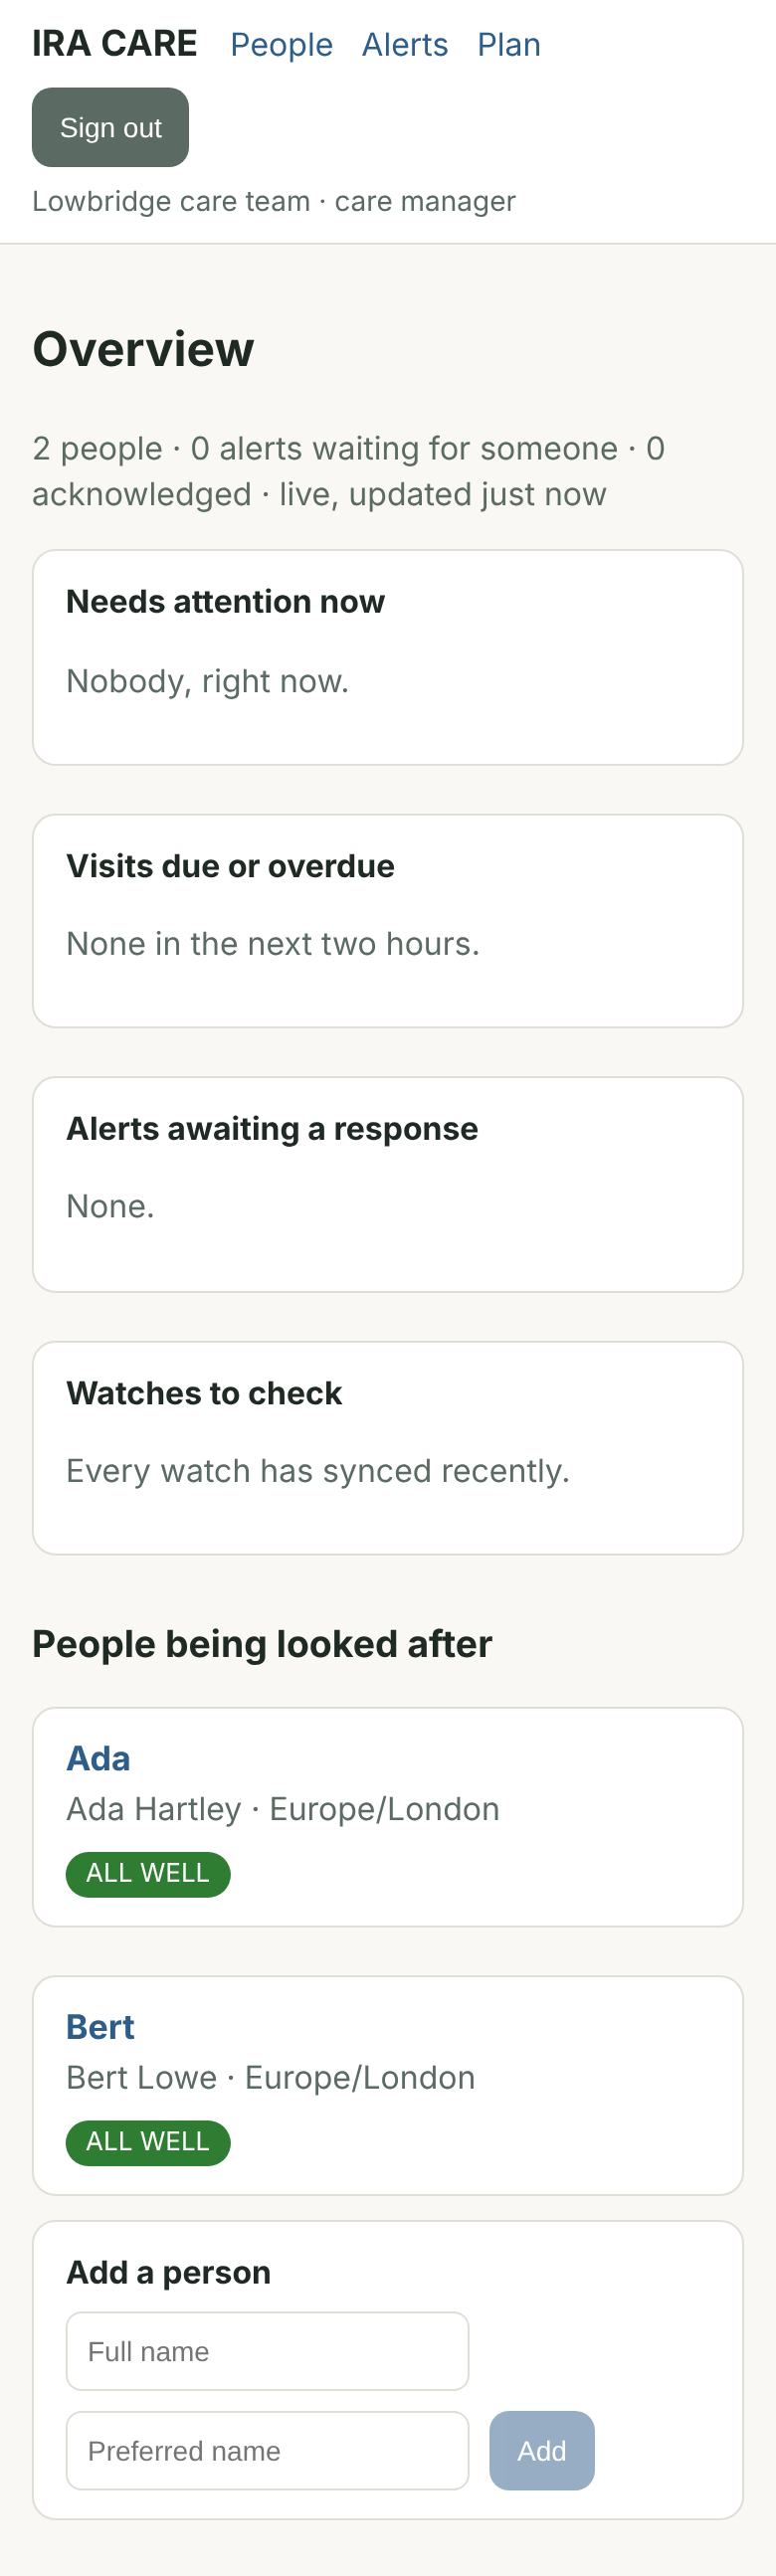 IRA CARE People Alerts Plan
Sign out
Lowbridge care team · care manager
Overview
2 people · 0 alerts waiting for someone · 0
acknowledged · live, updated just now
Needs attention now
Nobody, right now.
Visits due or overdue
None in the next two hours.
Alerts awaiting a response
None.
Watches to check
Every watch has synced recently.
People being looked after
Ada
Ada Hartley · Europe/London
ALL WELL
Bert
Bert Lowe · Europe/London
ALL WELL
Add a person
Full name
Preferred name Add